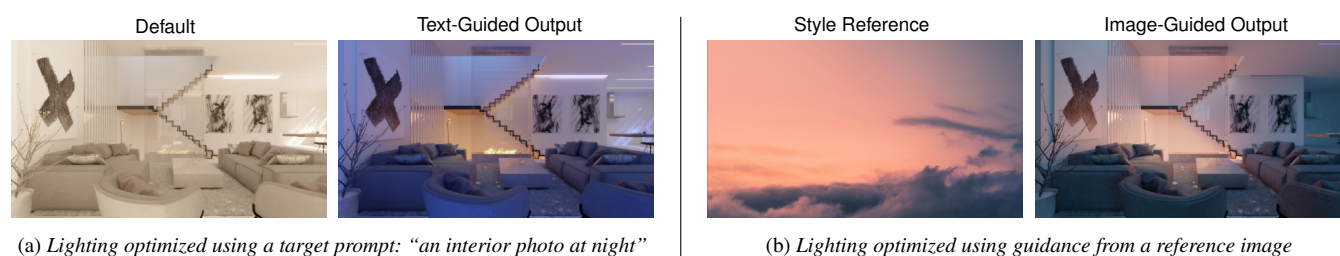 Default
Text-Guided Output
Style Reference
Image-Guided Output
(a) Lighting optimized using a target prompt: “an interior photo at night”
(b) Lighting optimized using guidance from a reference image